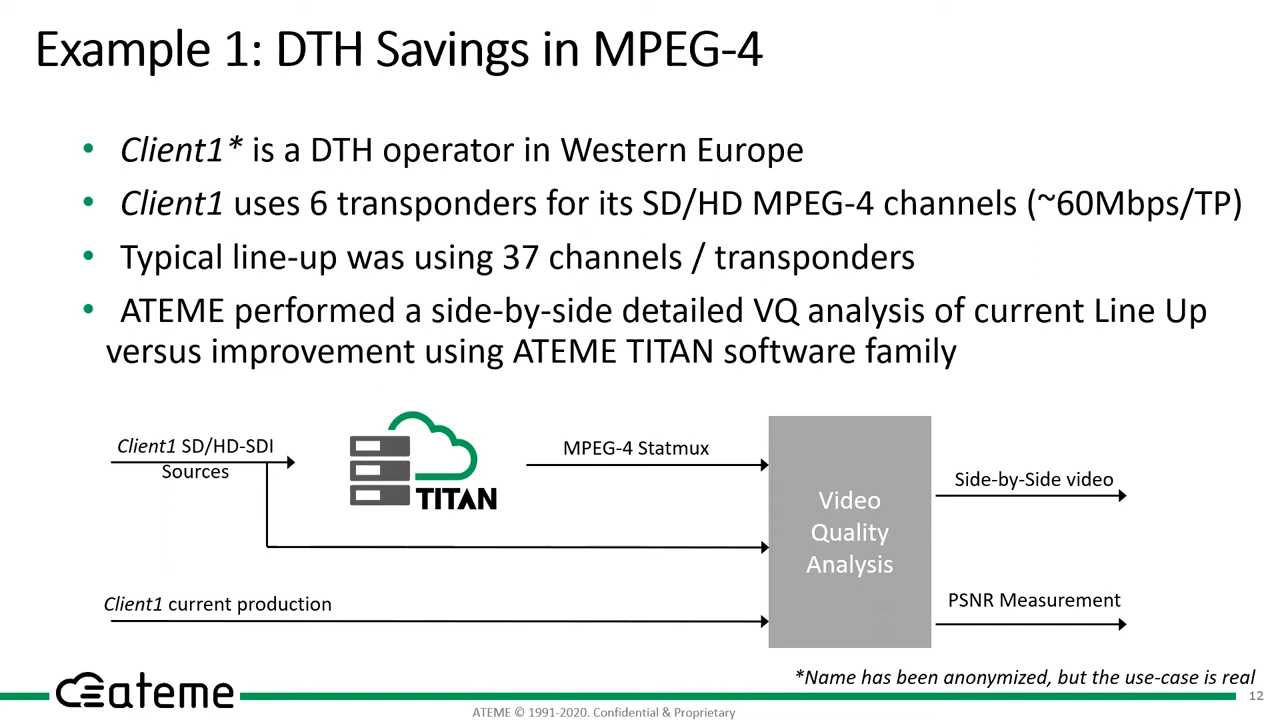 Example 1: DTH Savings in MPEG-4
• Client1* is a DTH operator in Western Europe
• Client1 uses 6 transponders for its SD/HD MPEG-4 channels (~60Mbps/TP)
• Typical line-up was using 37 channels / transponders
• ATEME performed a side-by-side detailed VQ analysis of current Line Up
versus improvement using ATEME TITAN software family
Client1 SD/HD-SDI
Sources
TITAN
MPEG-4 Statmux
Client1 current production
Video
Quality
Analysis
Side-by-Side video
PSNR Measurement
*Name has been anonymized, but the use-case is real
ateme
12
ATEME © 1991-2020. Confidential & Proprietary